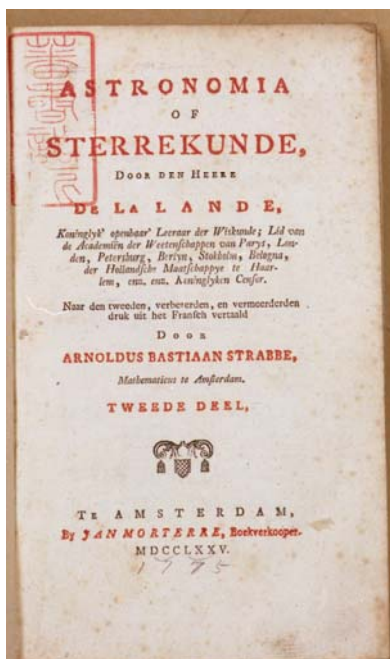 ASTRONOMIA
OF
STERREKUNDE,
DOOR DEN HEERE
DE LA LANDE,
Koninglyk' openbaar' Leeraar der Wiskunde; Lid van
de Academiën der Weetenschappen van Parys, Lon-
den, Petersburg, Berlyn, Stokholm, Bologna,
der Hollandsche Maatschappye te Haar-
lem, enz. enz. Koninglyken Censor.
Naar den tweeden, verbeterden, en vermeerderden
druk uit het Fransch vertaald
DOOR
ARNOLDUS BASTIAAN STRABBE,
Mathematicus te Amsterdam.
TWEEDE DEEL,
TE AMSTERDAM,
By JAN MORTERRE, Boekverkooper.
MDCCLXXV.
1775